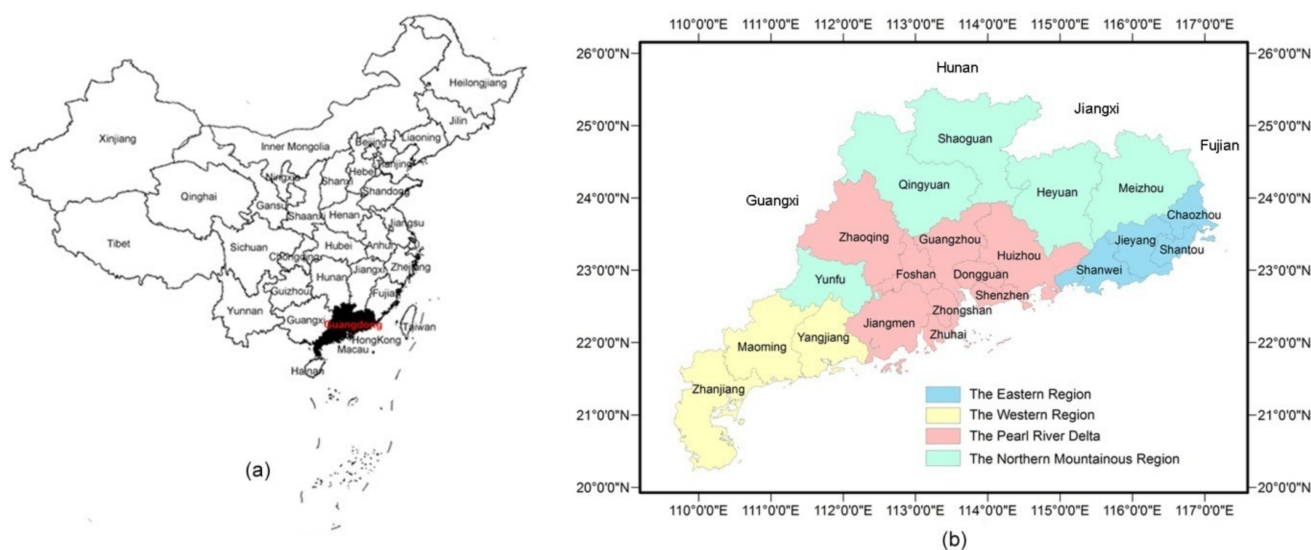 Heilongjiang
Jilin
Liaoning
Xinjiang
Inner Mongolia
Beijing
Tianjing
Hebei
Ningxia
Shanxi
Shandong
Qinghai
Gansu
Shaanxi
Henan
Jiangsu
Tibet
Sichuan
Hubei
Anhui
Chongqing
Zhejiang
Hunan
Jiangxi
Guizhou
Fujian
Yunnan
Guangxi
Guangdong
Taiwan
HongKong
Macau
Hainan
(a)
110°0'0"E 111°0'0"E 112°0'0"E 113°0'0"E 114°0'0"E 115°0'0"E 116°0'0"E 117°0'0"E
26°0'0"N 26°0'0"N
Hunan
Jiangxi
25°0'0"N 25°0'0"N
Shaoguan
Fujian
Qingyuan
Heyuan
Meizhou
24°0'0"N 24°0'0"N
Guangxi
Chaozhou
Zhaoqing
Guangzhou
Huizhou
Jieyang
Shantou
23°0'0"N 23°0'0"N
Yunfu
Foshan
Dongguan
Shanwei
Shenzhen
Zhongshan
Jiangmen
Zhuhai
22°0'0"N 22°0'0"N
Maoming
Yangjiang
Zhanjiang
The Eastern Region
21°0'0"N 21°0'0"N
The Western Region
The Pearl River Delta
The Northern Mountainous Region
20°0'0"N 20°0'0"N
110°0'0"E 111°0'0"E 112°0'0"E 113°0'0"E 114°0'0"E 115°0'0"E 116°0'0"E 117°0'0"E
(b)